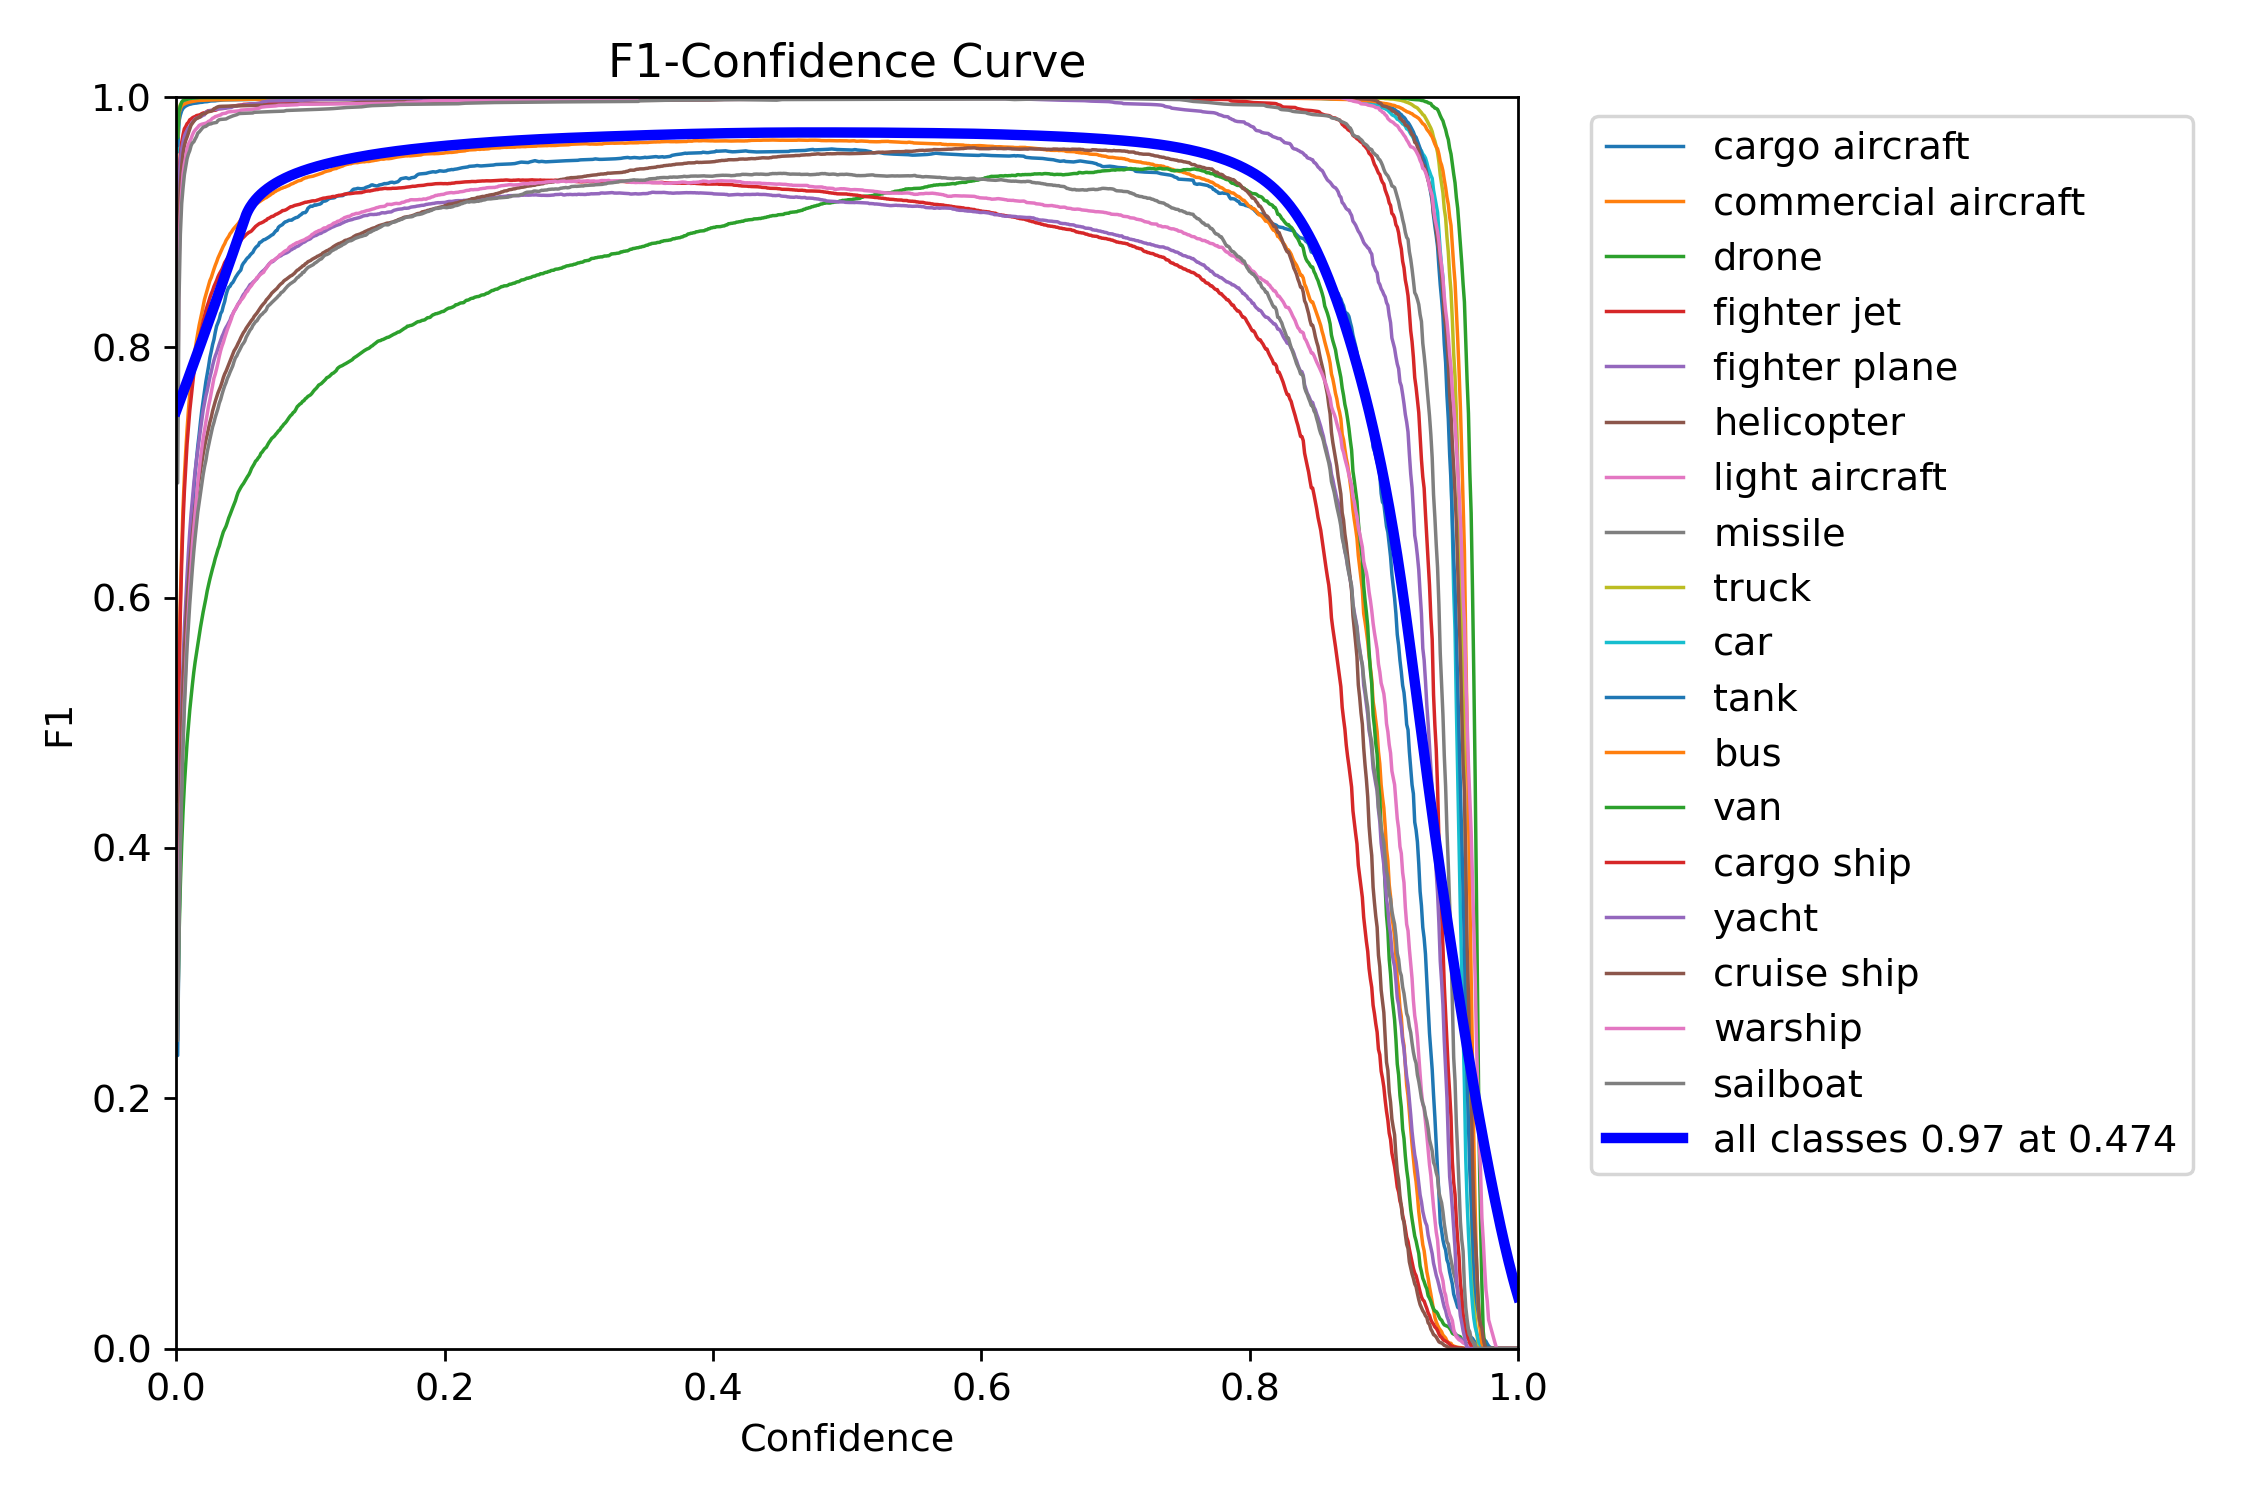 F1-Confidence Curve
1.0
0.8
0.6
0.4
0.2
0.0
F1
0.0 0.2 0.4 0.6 0.8 1.0
Confidence
cargo aircraft
commercial aircraft
drone
fighter jet
fighter plane
helicopter
light aircraft
missile
truck
car
tank
bus
van
cargo ship
yacht
cruise ship
warship
sailboat
all classes 0.97 at 0.474